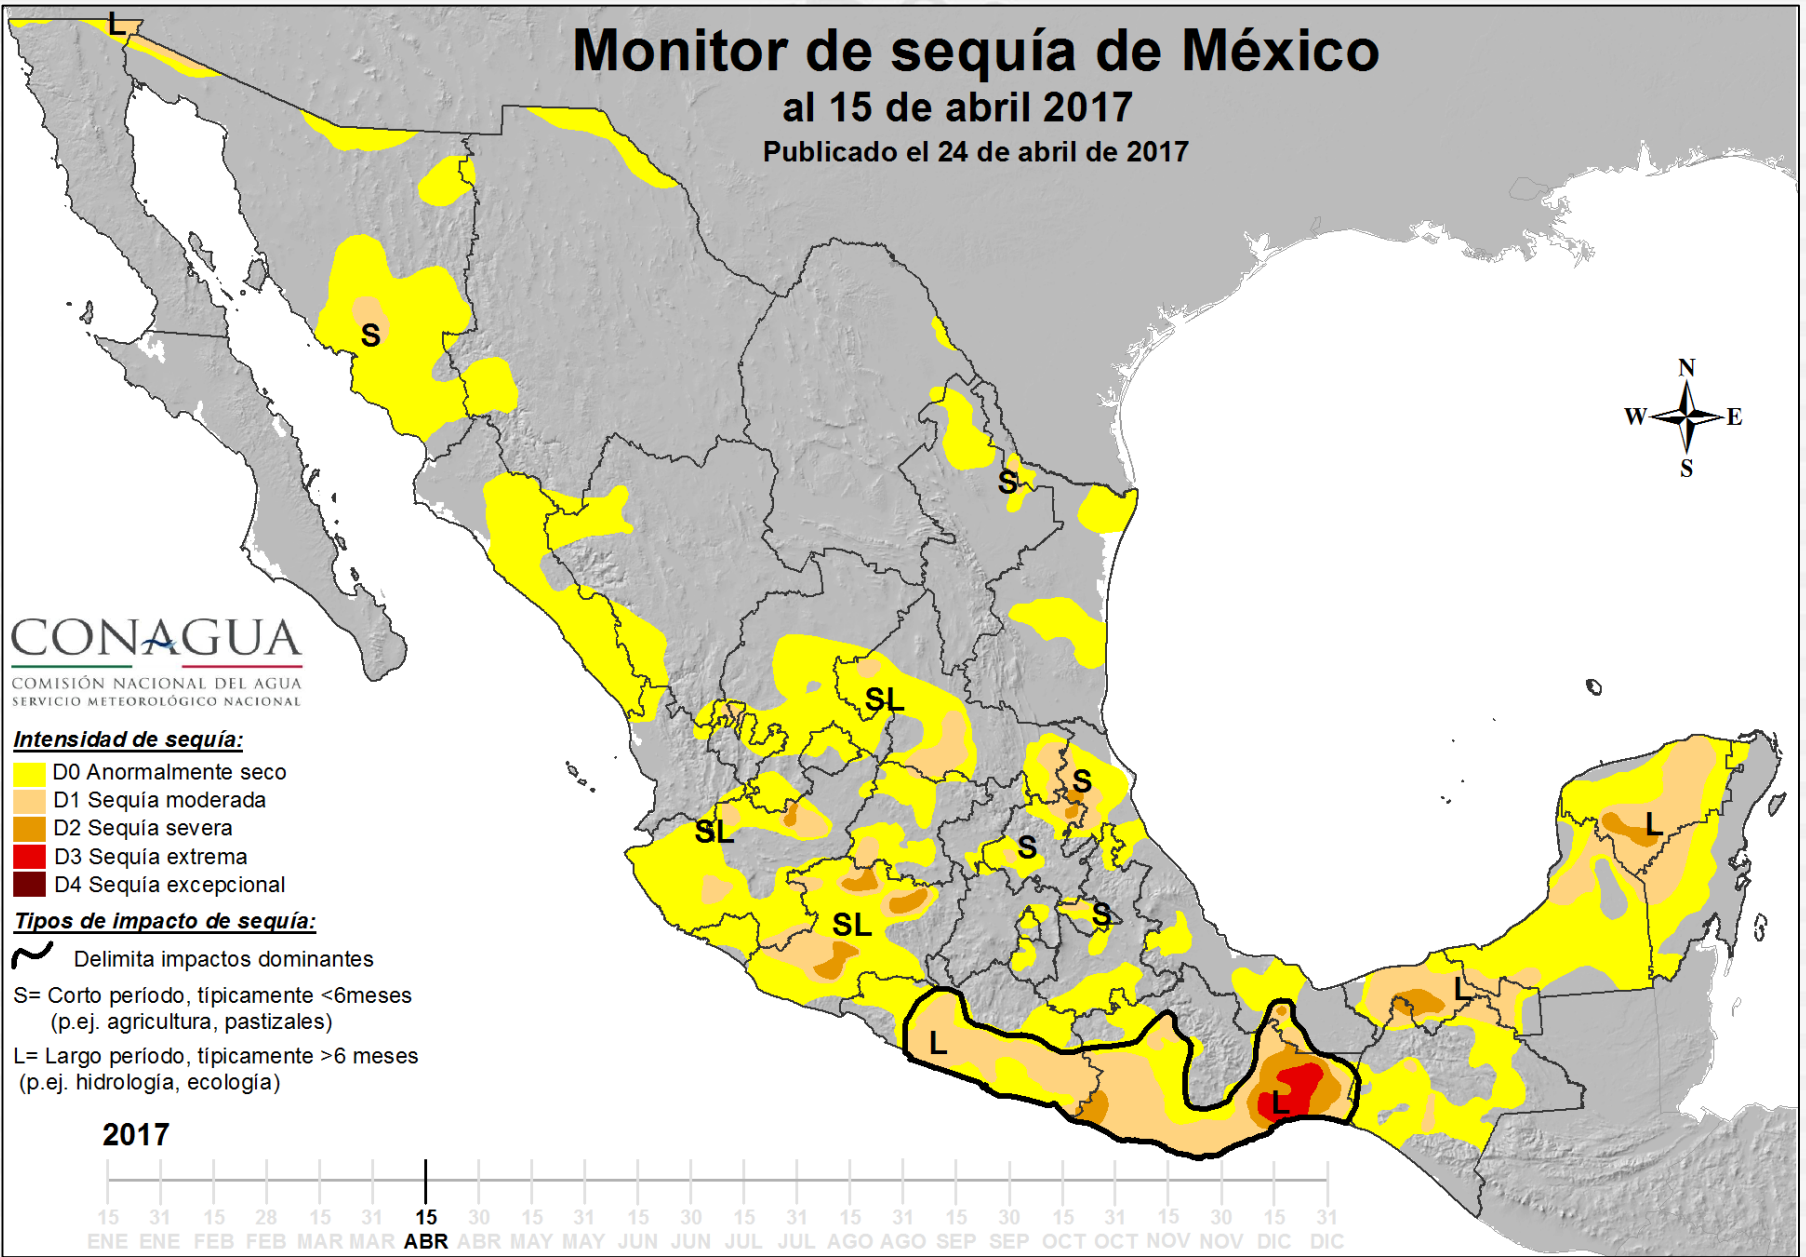 Monitor de sequía de México
al 15 de abril 2017
Publicado el 24 de abril de 2017
L
S
S
N
W E
S
SL
S
SL
S
L
SL
S
L
L
L
CONAGUA
COMISIÓN NACIONAL DEL AGUA
SERVICIO METEOROLÓGICO NACIONAL
Intensidad de sequía:
D0 Anormalmente seco
D1 Sequía moderada
D2 Sequía severa
D3 Sequía extrema
D4 Sequía excepcional
Tipos de impacto de sequía:
Delimita impactos dominantes
S= Corto período, típicamente <6meses
(p.ej. agricultura, pastizales)
L= Largo período, típicamente >6 meses
(p.ej. hidrología, ecología)
2017
15 31 15 28 15 31 15 30 15 31 15 30 15 31 15 31 15 30 15 31 15 30 15 31
ENE ENE FEB FEB MAR MAR ABR ABR MAY MAY JUN JUN JUL JUL AGO AGO SEP SEP OCT OCT NOV NOV DIC DIC